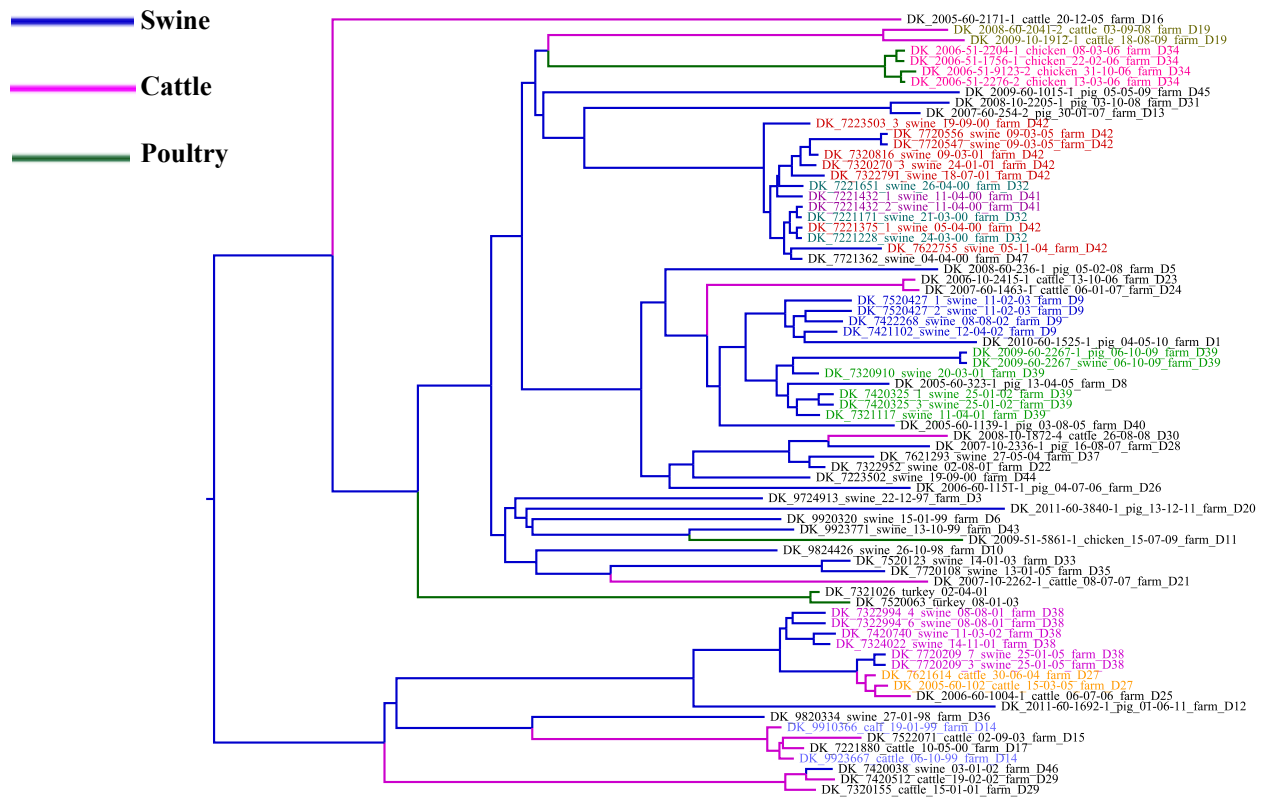 Swine
Cattle
Poultry
DK_2005-60-2171-1_cattle_20-12-05_farm_D16
DK_2008-60-2041-2_cattle_03-09-08_farm_D19
DK_2009-10-1912-1_cattle_18-08-09_farm_D19
DK_2006-51-2204-1_chicken_08-03-06_farm_D34
DK_2006-51-1756-1_chicken_22-02-06_farm_D34
DK_2006-51-9123-2_chicken_31-10-06_farm_D34
DK_2006-51-2276-2_chicken_13-03-06_farm_D34
DK_2009-60-1015-1_pig_05-05-09_farm_D45
DK_2008-10-2205-1_pig_03-10-08_farm_D31
DK_2007-60-254-2_pig_30-01-07_farm_D13
DK_7223503_3_swine_19-09-00_farm_D42
DK_7720556_swine_09-03-05_farm_D42
DK_7720547_swine_09-03-05_farm_D42
DK_7320816_swine_09-03-01_farm_D42
DK_7320270_3_swine_24-01-01_farm_D42
DK_7322791_swine_18-07-01_farm_D42
DK_7221651_swine_26-04-00_farm_D32
DK_7221432_1_swine_11-04-00_farm_D41
DK_7221432_2_swine_11-04-00_farm_D41
DK_7221171_swine_21-03-00_farm_D32
DK_7221375_1_swine_05-04-00_farm_D42
DK_7221228_swine_24-03-00_farm_D32
DK_7622755_swine_05-11-04_farm_D42
DK_7721362_swine_04-04-00_farm_D47
DK_2008-60-236-1_pig_05-02-08_farm_D5
DK_2006-10-2415-1_cattle_13-10-06_farm_D23
DK_2007-60-1463-1_cattle_06-01-07_farm_D24
DK_7520427_1_swine_11-02-03_farm_D9
DK_7520427_2_swine_11-02-03_farm_D9
DK_7422268_swine_08-08-02_farm_D9
DK_7421102_swine_12-04-02_farm_D9
DK_2010-60-1525-1_pig_04-05-10_farm_D1
DK_2009-60-2267-1_pig_06-10-09_farm_D39
DK_2009-60-2267_swine_06-10-09_farm_D39
DK_7320910_swine_20-03-01_farm_D39
DK_2005-60-323-1_pig_13-04-05_farm_D8
DK_7420325_1_swine_25-01-02_farm_D39
DK_7420325_3_swine_25-01-02_farm_D39
DK_7321117_swine_11-04-01_farm_D39
DK_2005-60-1139-1_pig_03-08-05_farm_D40
DK_2008-10-1872-4_cattle_26-08-08_D30
DK_2007-10-2336-1_pig_16-08-07_farm_D28
DK_7621293_swine_27-05-04_farm_D37
DK_7322952_swine_02-08-01_farm_D22
DK_7223502_swine_19-09-00_farm_D44
DK_2006-60-1151-1_pig_04-07-06_farm_D26
DK_9724913_swine_22-12-97_farm_D3
DK_2011-60-3840-1_pig_13-12-11_farm_D20
DK_9920320_swine_15-01-99_farm_D6
DK_9923771_swine_13-10-99_farm_D43
DK_2009-51-5861-1_chicken_15-07-09_farm_D11
DK_9824426_swine_26-10-98_farm_D10
DK_7520123_swine_14-01-03_farm_D33
DK_7720108_swine_13-01-05_farm_D35
DK_2007-10-2262-1_cattle_08-07-07_farm_D21
DK_7321026_turkey_02-04-01
DK_7520063_turkey_08-01-03
DK_7322994_4_swine_08-08-01_farm_D38
DK_7322994_6_swine_08-08-01_farm_D38
DK_7420740_swine_11-03-02_farm_D38
DK_7324022_swine_14-11-01_farm_D38
DK_7720209_7_swine_25-01-05_farm_D38
DK_7720209_3_swine_25-01-05_farm_D38
DK_7621614_cattle_30-06-04_farm_D27
DK_2005-60-102_cattle_15-03-05_farm_D27
DK_2006-60-1004-1_cattle_06-07-06_farm_D25
DK_2011-60-1692-1_pig_01-06-11_farm_D12
DK_9820334_swine_27-01-98_farm_D36
DK_9910366_calf_19-01-99_farm_D14
DK_7522071_cattle_02-09-03_farm_D15
DK_7221880_cattle_10-05-00_farm_D17
DK_9923667_cattle_06-10-99_farm_D14
DK_7420038_swine_03-01-02_farm_D46
DK_7420512_cattle_19-02-02_farm_D29
DK_7320155_cattle_15-01-01_farm_D29